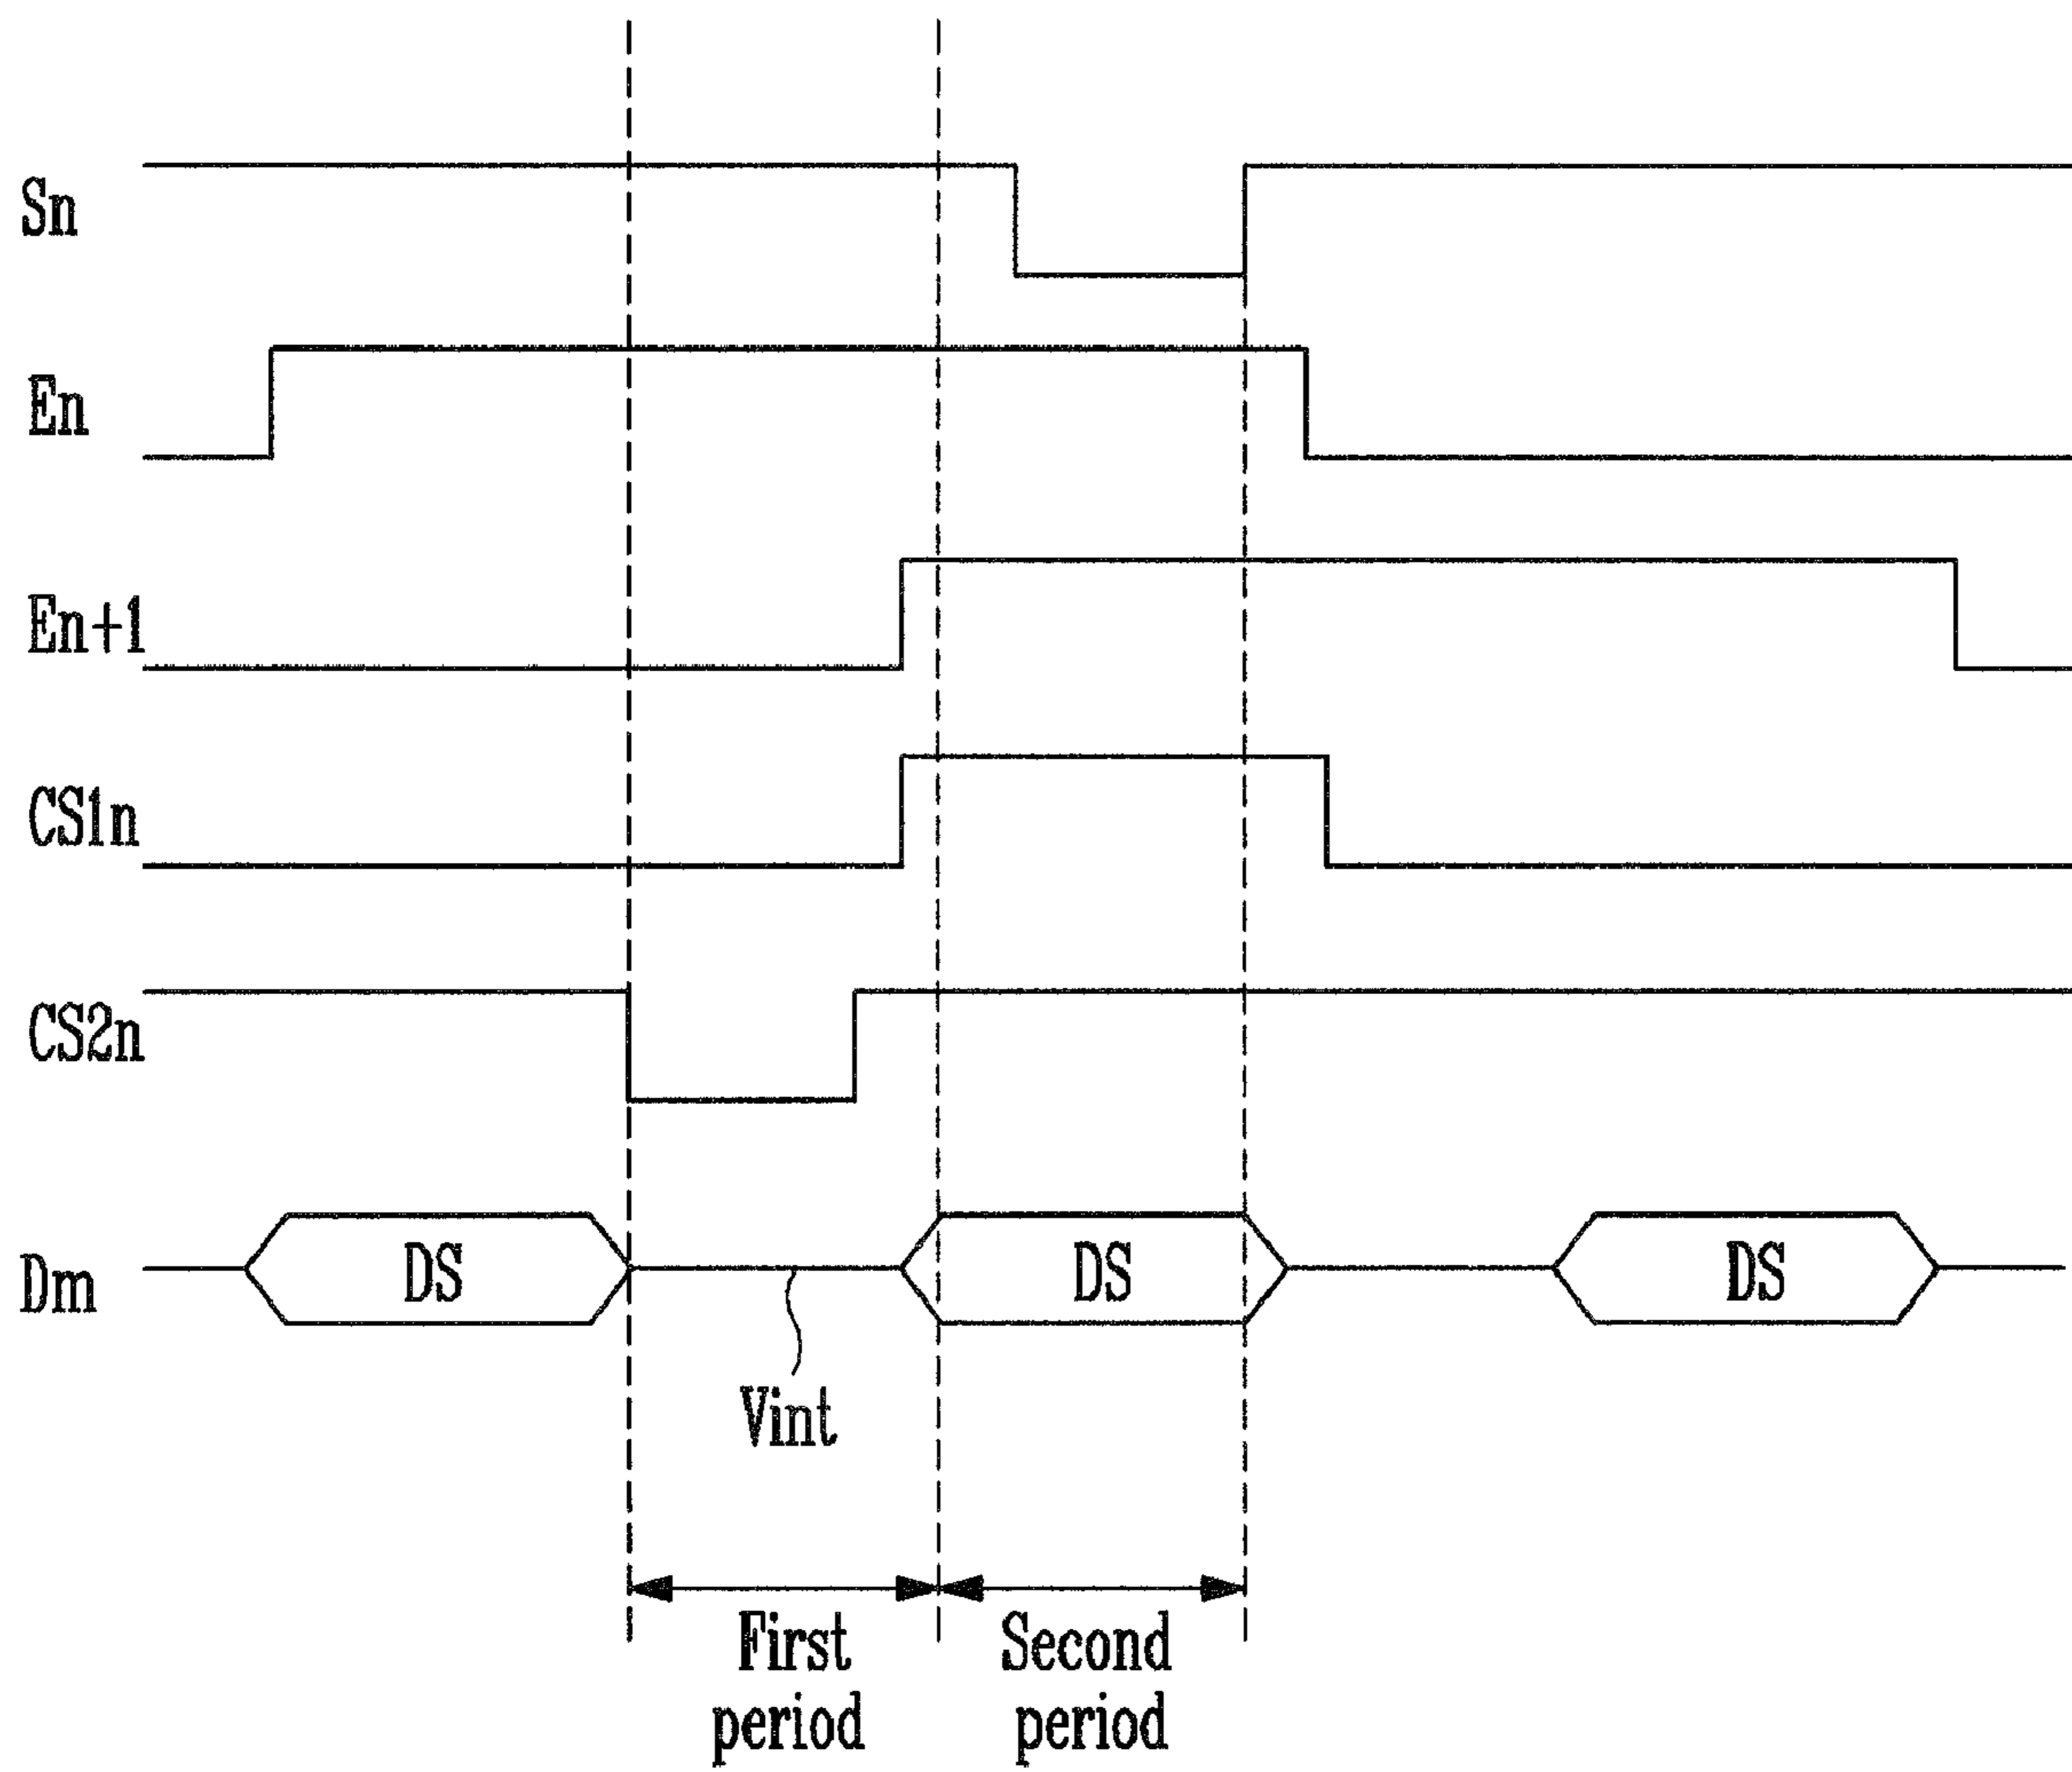 Sn
En
En+1
CS1n
CS2n
Dm
DS
DS
DS
Vint
First
period
Second
period